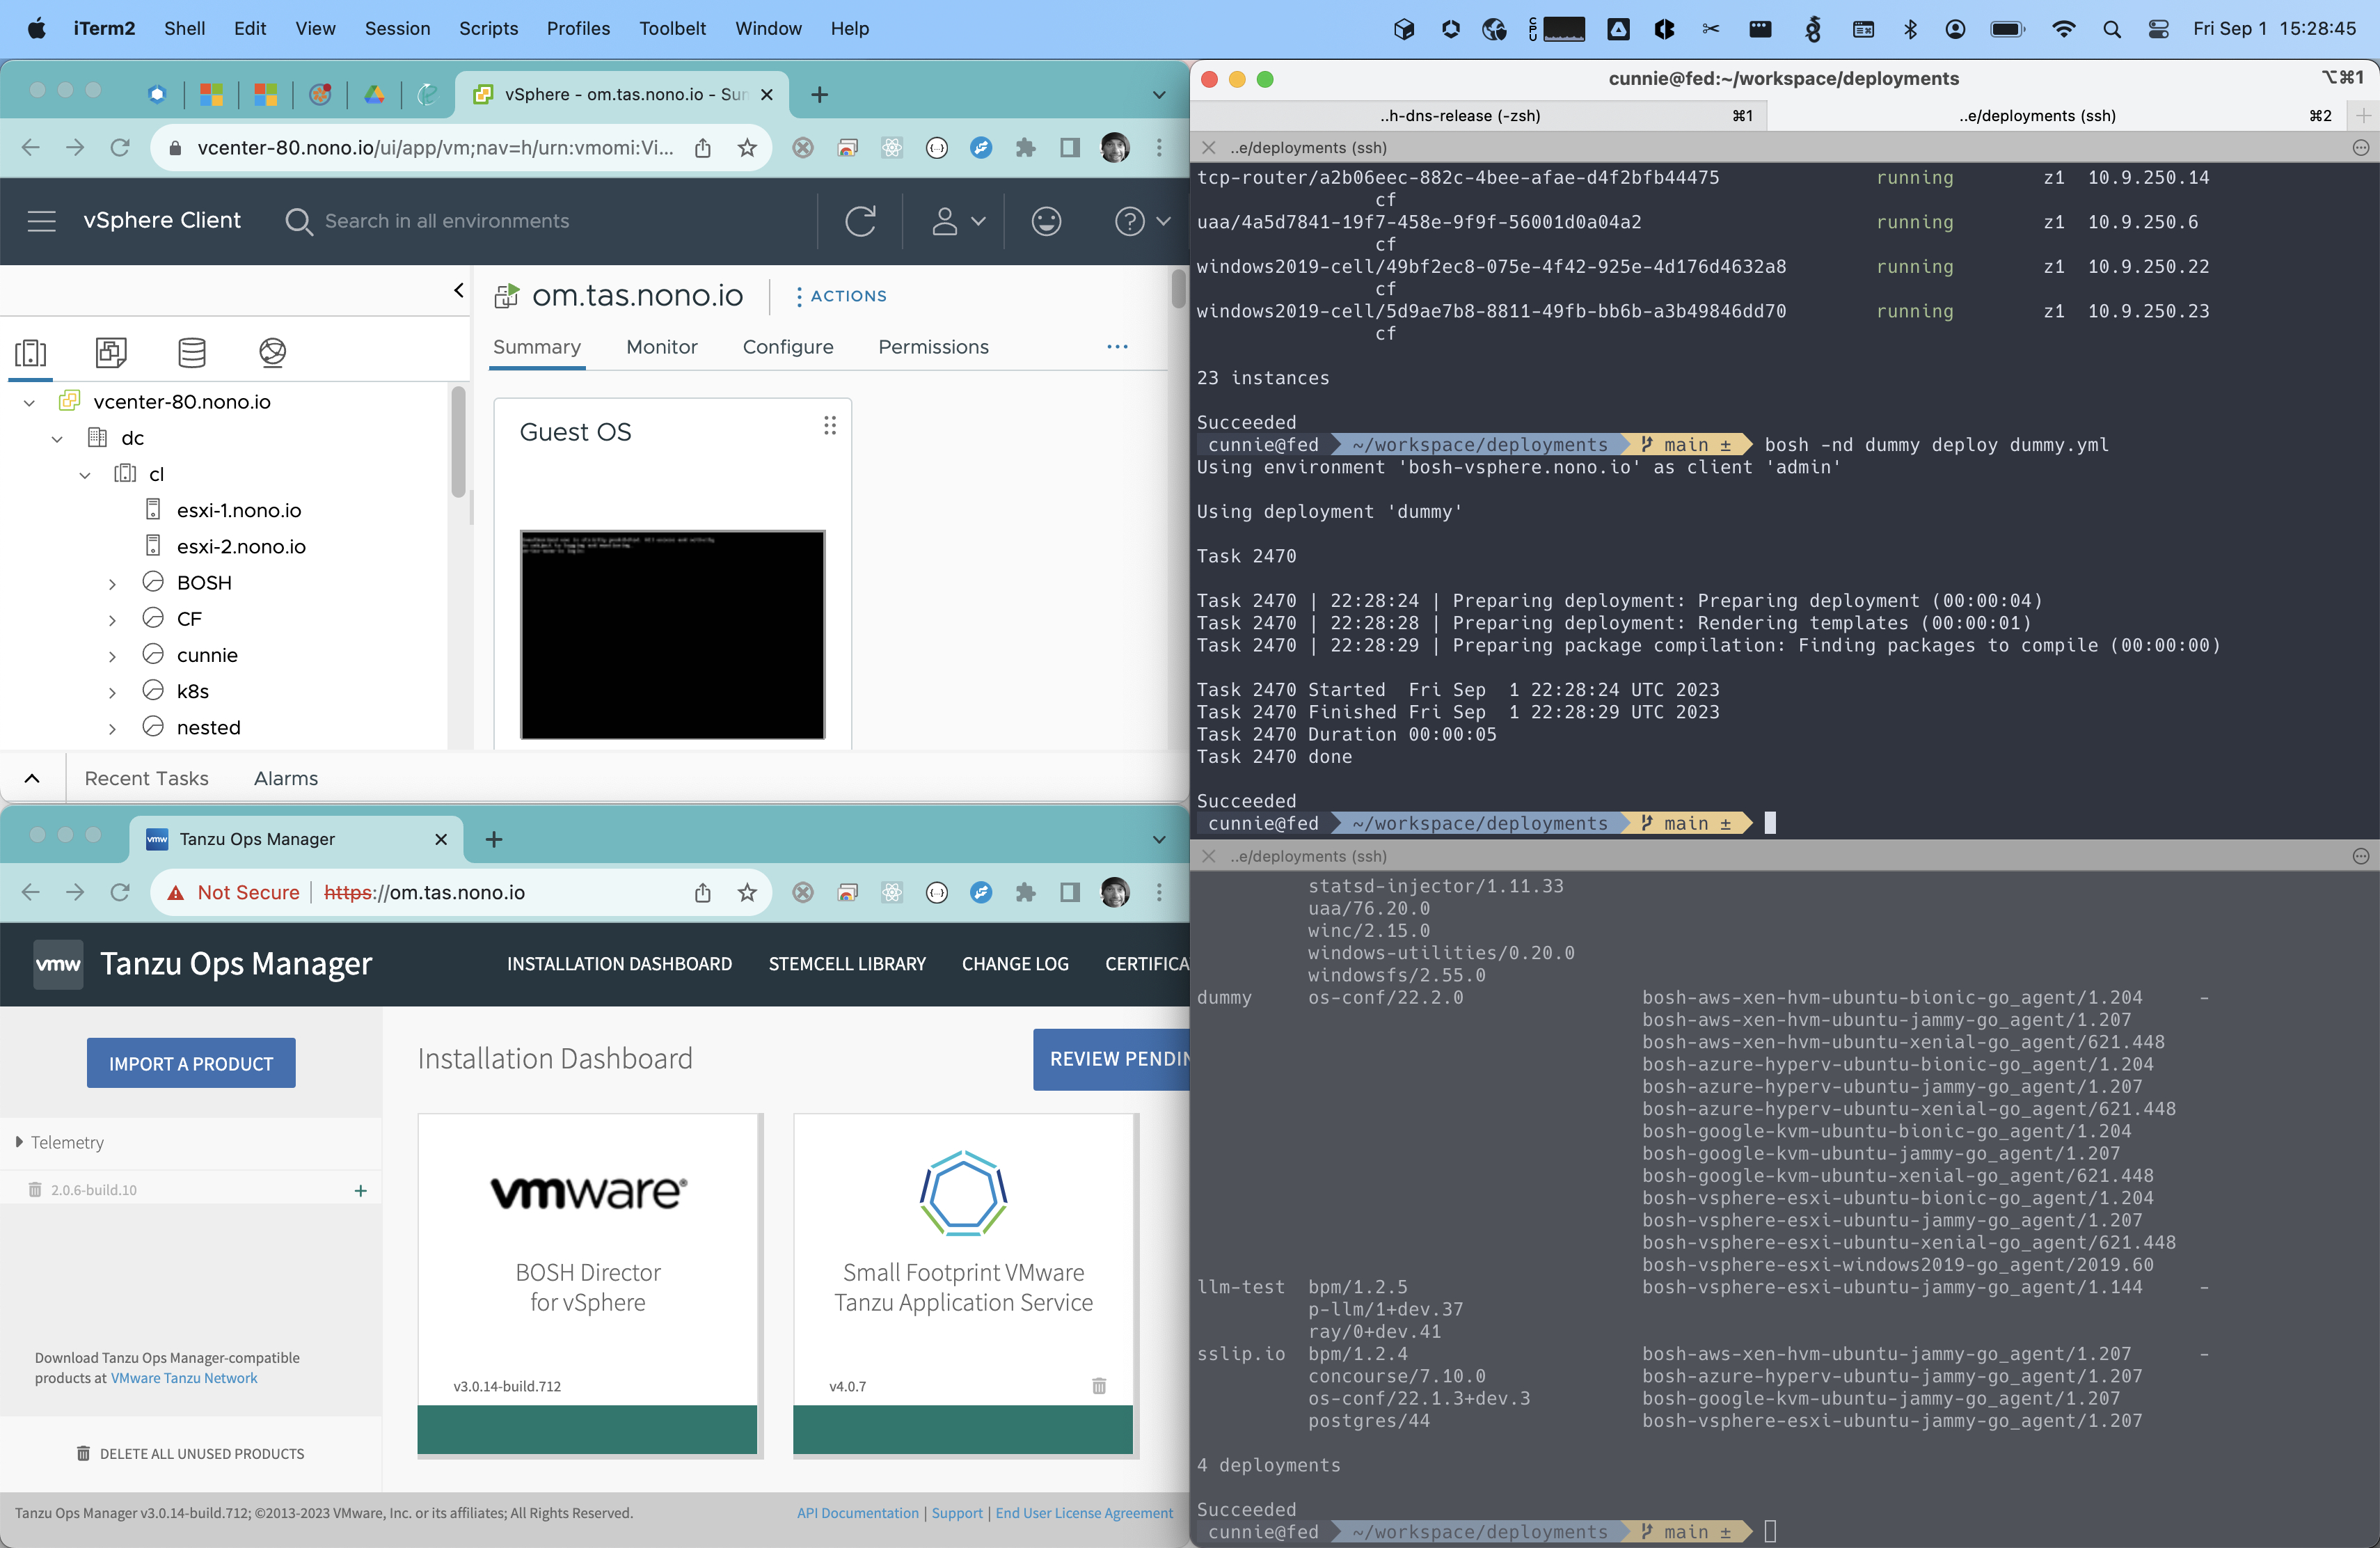 iTerm2 Shell Edit View Session Scripts Profiles Toolbelt Window Help
CPU
Fri Sep 1 15:28:45
vSphere - om.tas.nono.io - Sun
vcenter-80.nono.io/ui/app/vm;nav=h/urn:vmomi:Vi...
vSphere Client
Search in all environments
om.tas.nono.io
ACTIONS
Summary Monitor Configure Permissions ...
vcenter-80.nono.io
dc
cl
esxi-1.nono.io
esxi-2.nono.io
BOSH
CF
cunnie
k8s
nested
Guest OS
Recent Tasks Alarms
Tanzu Ops Manager
Not Secure | https://om.tas.nono.io
vmw Tanzu Ops Manager
INSTALLATION DASHBOARD STEMCELL LIBRARY CHANGE LOG CERTIFICA
IMPORT A PRODUCT
Telemetry
2.0.6-build.10 +
Download Tanzu Ops Manager-compatible
products at VMware Tanzu Network
DELETE ALL UNUSED PRODUCTS
Installation Dashboard
REVIEW PENDIN
vmware®
BOSH Director
for vSphere
v3.0.14-build.712
Small Footprint VMware
Tanzu Application Service
v4.0.7
Tanzu Ops Manager v3.0.14-build.712; ©2013-2023 VMware, Inc. or its affiliates; All Rights Reserved.
API Documentation | Support | End User License Agreement
cunnie@fed:~/workspace/deployments
⌥⌘1
..h-dns-release (-zsh) ⌘1
..e/deployments (ssh) ⌘2
..e/deployments (ssh)
tcp-router/a2b06eec-882c-4bee-afae-d4f2bfb44475 running z1 10.9.250.14
cf
uaa/4a5d7841-19f7-458e-9f9f-56001d0a04a2 running z1 10.9.250.6
cf
windows2019-cell/49bf2ec8-075e-4f42-925e-4d176d4632a8 running z1 10.9.250.22
cf
windows2019-cell/5d9ae7b8-8811-49fb-bb6b-a3b49846dd70 running z1 10.9.250.23
cf
23 instances
Succeeded
cunnie@fed ~/workspace/deployments main ± bosh -nd dummy deploy dummy.yml
Using environment 'bosh-vsphere.nono.io' as client 'admin'
Using deployment 'dummy'
Task 2470
Task 2470 | 22:28:24 | Preparing deployment: Preparing deployment (00:00:04)
Task 2470 | 22:28:28 | Preparing deployment: Rendering templates (00:00:01)
Task 2470 | 22:28:29 | Preparing package compilation: Finding packages to compile (00:00:00)
Task 2470 Started  Fri Sep  1 22:28:24 UTC 2023
Task 2470 Finished Fri Sep  1 22:28:29 UTC 2023
Task 2470 Duration 00:00:05
Task 2470 done
Succeeded
cunnie@fed ~/workspace/deployments main ±
..e/deployments (ssh)
statsd-injector/1.11.33
uaa/76.20.0
winc/2.15.0
windows-utilities/0.20.0
windowsfs/2.55.0
dummy os-conf/22.2.0 bosh-aws-xen-hvm-ubuntu-bionic-go_agent/1.204 -
bosh-aws-xen-hvm-ubuntu-jammy-go_agent/1.207
bosh-aws-xen-hvm-ubuntu-xenial-go_agent/621.448
bosh-azure-hyperv-ubuntu-bionic-go_agent/1.204
bosh-azure-hyperv-ubuntu-jammy-go_agent/1.207
bosh-azure-hyperv-ubuntu-xenial-go_agent/621.448
bosh-google-kvm-ubuntu-bionic-go_agent/1.204
bosh-google-kvm-ubuntu-jammy-go_agent/1.207
bosh-google-kvm-ubuntu-xenial-go_agent/621.448
bosh-vsphere-esxi-ubuntu-bionic-go_agent/1.204
bosh-vsphere-esxi-ubuntu-jammy-go_agent/1.207
bosh-vsphere-esxi-ubuntu-xenial-go_agent/621.448
bosh-vsphere-esxi-windows2019-go_agent/2019.60
llm-test bpm/1.2.5 bosh-vsphere-esxi-ubuntu-jammy-go_agent/1.144 -
p-llm/1+dev.37
ray/0+dev.41
sslip.io bpm/1.2.4 bosh-aws-xen-hvm-ubuntu-jammy-go_agent/1.207 -
concourse/7.10.0 bosh-azure-hyperv-ubuntu-jammy-go_agent/1.207
os-conf/22.1.3+dev.3 bosh-google-kvm-ubuntu-jammy-go_agent/1.207
postgres/44 bosh-vsphere-esxi-ubuntu-jammy-go_agent/1.207
4 deployments
Succeeded
cunnie@fed ~/workspace/deployments main ±